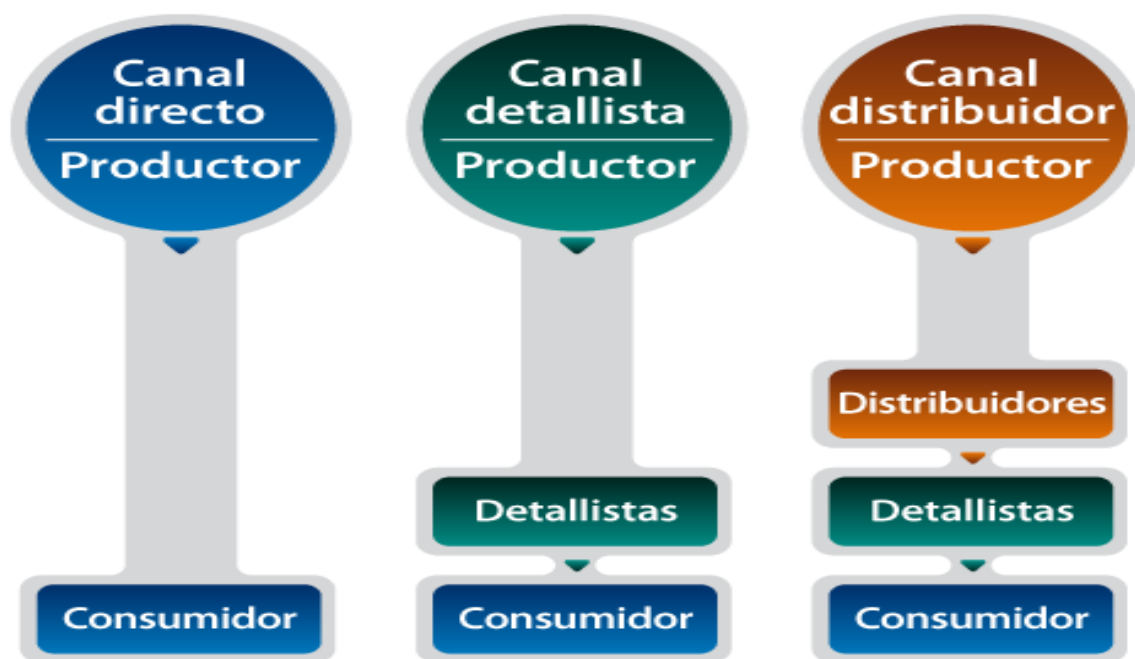 Canal
directo
Productor
Consumidor
Canal
detallista
Productor
Detallistas
Consumidor
Canal
distribuidor
Productor
Distribuidores
Detallistas
Consumidor